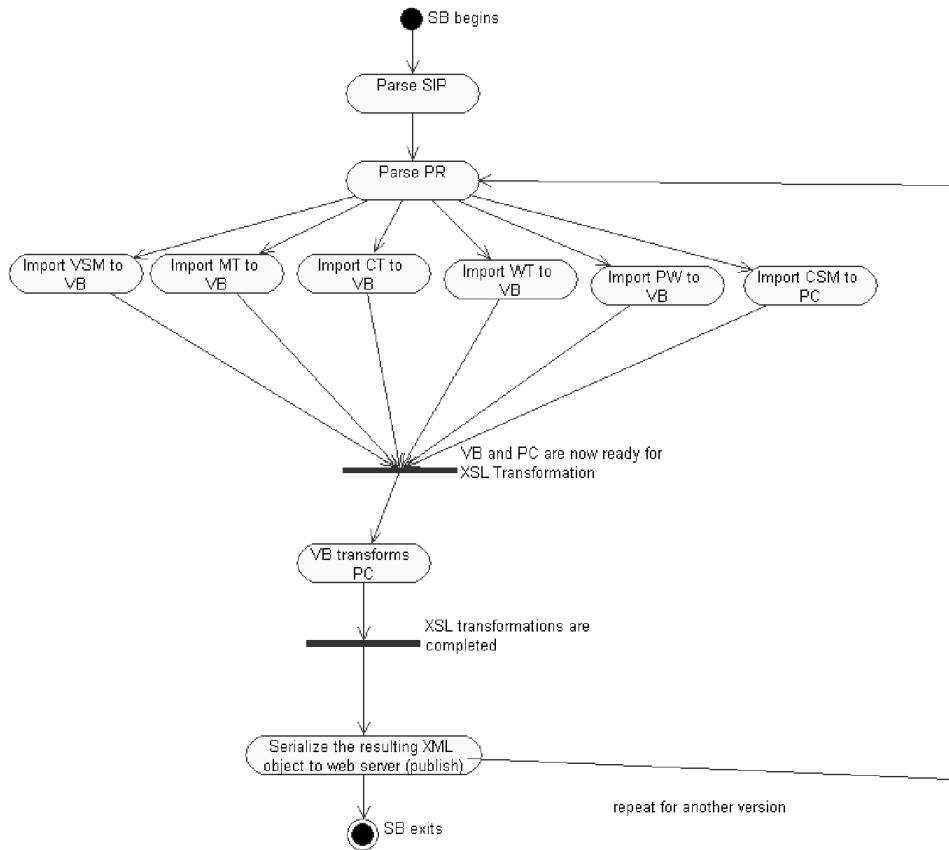 SB begins
Parse SIP
Parse PR
Import VSM to
VB
Import MT to
VB
Import CT to
VB
Import WT to
VB
Import PW to
VB
Import CSM to
PC
VB and PC are now ready for
XSL Transformation
VB transforms
PC
XSL transformations are
completed
Serialize the resulting XML
object to web server (publish)
repeat for another version
SB exits